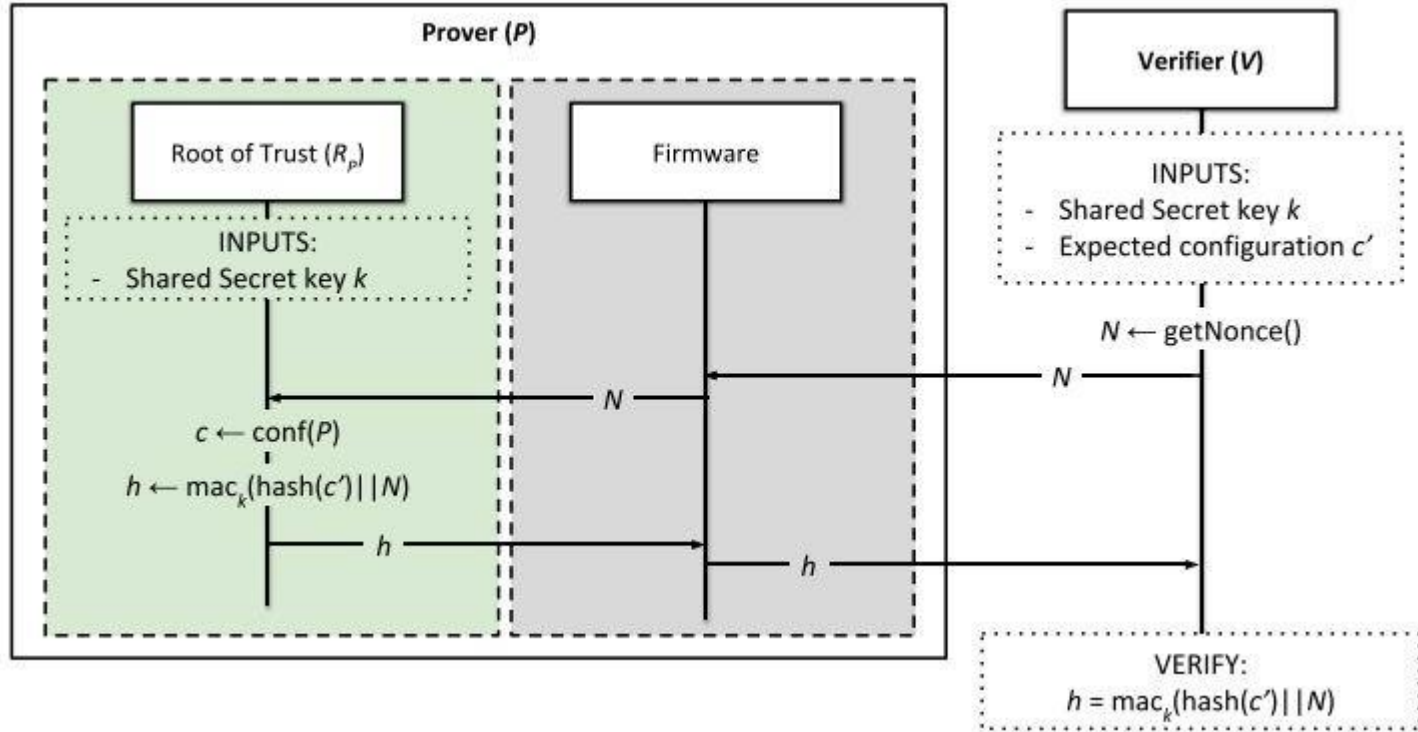 Prover (P)
Verifier (V)
Root of Trust (Rₚ)
Firmware
INPUTS:
- Shared Secret key k
INPUTS:
- Shared Secret key k
- Expected configuration c’
N ← getNonce()
N
N
c ← conf(P)
h ← macₖ(hash(c’)||N)
h
h
VERIFY:
h = macₖ(hash(c’)||N)